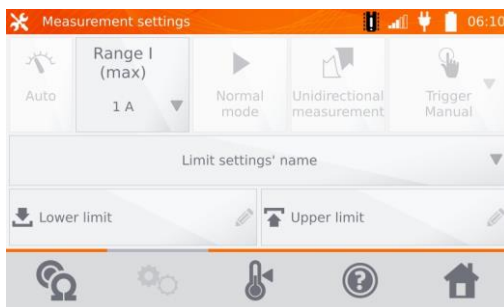 Measurement settings 06:10
Range I
(max)
1 A
Auto
Normal
mode
Unidirectional
measurement
Trigger
Manual
Limit settings' name
Lower limit
Upper limit